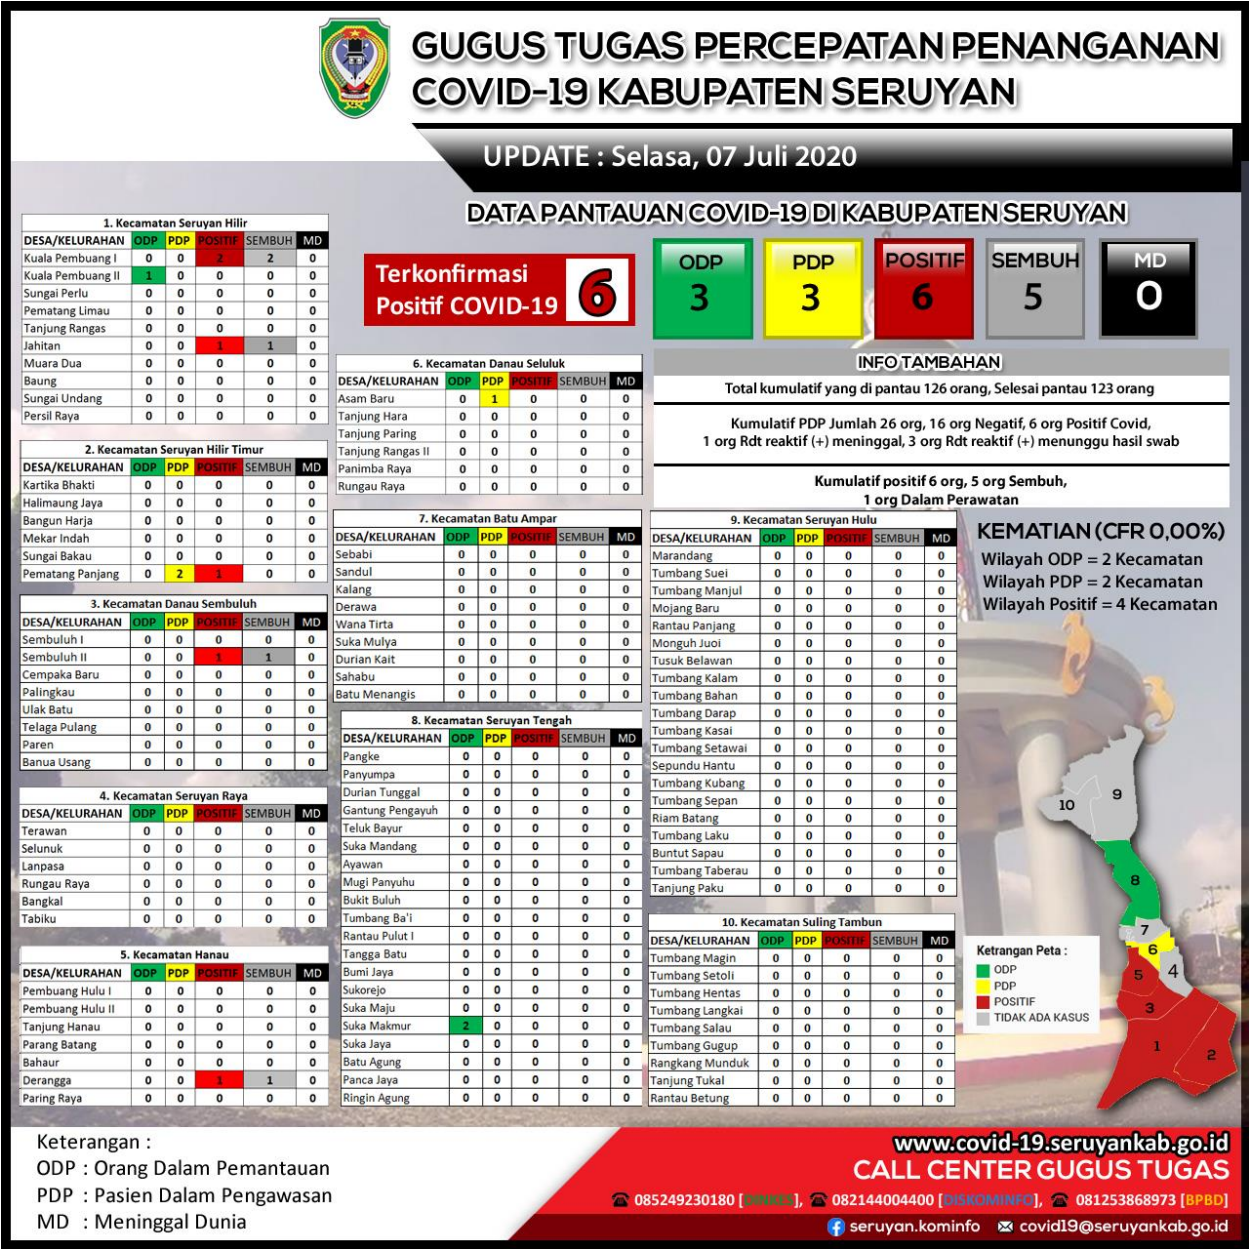 GUGUS TUGAS PERCEPATAN PENANGANAN
COVID-19 KABUPATEN SERUYAN
UPDATE : Selasa, 07 Juli 2020
DATA PANTAUAN COVID-19 DI KABUPATEN SERUYAN
Terkonfirmasi
Positif COVID-19 6
ODP 3
PDP 3
POSITIF 6
SEMBUH 5
MD 0
INFO TAMBAHAN
Total kumulatif yang di pantau 126 orang, Selesai pantau 123 orang
Kumulatif PDP Jumlah 26 org, 16 org Negatif, 6 org Positif Covid,
1 org Rdt reaktif (+) meninggal, 3 org Rdt reaktif (+) menunggu hasil swab
Kumulatif positif 6 org, 5 org Sembuh,
1 org Dalam Perawatan
1. Kecamatan Seruyan Hilir
DESA/KELURAHAN ODP PDP POSITIF SEMBUH MD
Kuala Pembuang I 0 0 2 2 0
Kuala Pembuang II 1 0 0 0 0
Sungai Perlu 0 0 0 0 0
Pematang Limau 0 0 0 0 0
Tanjung Rangas 0 0 0 0 0
Jahitan 0 0 1 1 0
Muara Dua 0 0 0 0 0
Baung 0 0 0 0 0
Sungai Undang 0 0 0 0 0
Persil Raya 0 0 0 0 0
2. Kecamatan Seruyan Hilir Timur
DESA/KELURAHAN ODP PDP POSITIF SEMBUH MD
Kartika Bhakti 0 0 0 0 0
Halimaung Jaya 0 0 0 0 0
Bangun Harja 0 0 0 0 0
Mekar Indah 0 0 0 0 0
Sungai Bakau 0 0 0 0 0
Pematang Panjang 0 2 1 0 0
3. Kecamatan Danau Sembuluh
DESA/KELURAHAN ODP PDP POSITIF SEMBUH MD
Sembuluh I 0 0 0 0 0
Sembuluh II 0 0 1 1 0
Cempaka Baru 0 0 0 0 0
Palingkau 0 0 0 0 0
Ulak Batu 0 0 0 0 0
Telaga Pulang 0 0 0 0 0
Paren 0 0 0 0 0
Banua Usang 0 0 0 0 0
4. Kecamatan Seruyan Raya
DESA/KELURAHAN ODP PDP POSITIF SEMBUH MD
Terawan 0 0 0 0 0
Selunuk 0 0 0 0 0
Lanpasa 0 0 0 0 0
Rungau Raya 0 0 0 0 0
Bangkal 0 0 0 0 0
Tabiku 0 0 0 0 0
5. Kecamatan Hanau
DESA/KELURAHAN ODP PDP POSITIF SEMBUH MD
Pembuang Hulu I 0 0 0 0 0
Pembuang Hulu II 0 0 0 0 0
Tanjung Hanau 0 0 0 0 0
Parang Batang 0 0 0 0 0
Bahaur 0 0 0 0 0
Derangga 0 0 1 1 0
Paring Raya 0 0 0 0 0
6. Kecamatan Danau Seluluk
DESA/KELURAHAN ODP PDP POSITIF SEMBUH MD
Asam Baru 0 1 0 0 0
Tanjung Hara 0 0 0 0 0
Tanjung Paring 0 0 0 0 0
Tanjung Rangas II 0 0 0 0 0
Panimba Raya 0 0 0 0 0
Rungau Raya 0 0 0 0 0
7. Kecamatan Batu Ampar
DESA/KELURAHAN ODP PDP POSITIF SEMBUH MD
Sebabi 0 0 0 0 0
Sandul 0 0 0 0 0
Kalang 0 0 0 0 0
Derawa 0 0 0 0 0
Wana Tirta 0 0 0 0 0
Suka Mulya 0 0 0 0 0
Durian Kait 0 0 0 0 0
Sahabu 0 0 0 0 0
Batu Menangis 0 0 0 0 0
8. Kecamatan Seruyan Tengah
DESA/KELURAHAN ODP PDP POSITIF SEMBUH MD
Pangke 0 0 0 0 0
Panyumpa 0 0 0 0 0
Durian Tunggal 0 0 0 0 0
Gantung Pengayuh 0 0 0 0 0
Teluk Bayur 0 0 0 0 0
Suka Mandang 0 0 0 0 0
Ayawan 0 0 0 0 0
Mugi Panyuhu 0 0 0 0 0
Bukit Buluh 0 0 0 0 0
Tumbang Ba'i 0 0 0 0 0
Rantau Pulut I 0 0 0 0 0
Tangga Batu 0 0 0 0 0
Bumi Jaya 0 0 0 0 0
Sukorejo 0 0 0 0 0
Suka Maju 0 0 0 0 0
Suka Makmur 2 0 0 0 0
Suka Jaya 0 0 0 0 0
Batu Agung 0 0 0 0 0
Panca Jaya 0 0 0 0 0
Ringin Agung 0 0 0 0 0
9. Kecamatan Seruyan Hulu
DESA/KELURAHAN ODP PDP POSITIF SEMBUH MD
Marandang 0 0 0 0 0
Tumbang Suei 0 0 0 0 0
Tumbang Manjul 0 0 0 0 0
Mojang Baru 0 0 0 0 0
Rantau Panjang 0 0 0 0 0
Monguh Juoi 0 0 0 0 0
Tusuk Belawan 0 0 0 0 0
Tumbang Kalam 0 0 0 0 0
Tumbang Bahan 0 0 0 0 0
Tumbang Darap 0 0 0 0 0
Tumbang Kasai 0 0 0 0 0
Tumbang Setawai 0 0 0 0 0
Sepundu Hantu 0 0 0 0 0
Tumbang Kubang 0 0 0 0 0
Tumbang Sepan 0 0 0 0 0
Riam Batang 0 0 0 0 0
Tumbang Laku 0 0 0 0 0
Buntut Sapau 0 0 0 0 0
Tumbang Taberau 0 0 0 0 0
Tanjung Paku 0 0 0 0 0
10. Kecamatan Suling Tambun
DESA/KELURAHAN ODP PDP POSITIF SEMBUH MD
Tumbang Magin 0 0 0 0 0
Tumbang Setoli 0 0 0 0 0
Tumbang Hentas 0 0 0 0 0
Tumbang Langkai 0 0 0 0 0
Tumbang Salau 0 0 0 0 0
Tumbang Gugup 0 0 0 0 0
Rangkang Munduk 0 0 0 0 0
Tanjung Tukal 0 0 0 0 0
Rantau Betung 0 0 0 0 0
KEMATIAN (CFR 0,00%)
Wilayah ODP = 2 Kecamatan
Wilayah PDP = 2 Kecamatan
Wilayah Positif = 4 Kecamatan
10
9
8
7
6
5
4
3
1
2
Ketrangan Peta :
ODP
PDP
POSITIF
TIDAK ADA KASUS
Keterangan :
ODP : Orang Dalam Pemantauan
PDP : Pasien Dalam Pengawasan
MD : Meninggal Dunia
www.covid-19.seruyankab.go.id
CALL CENTER GUGUS TUGAS
085249230180 [DINKES], 082144004400 [DISKOMINFO], 081253868973 [BPBD]
seruyan.kominfo covid19@seruyankab.go.id